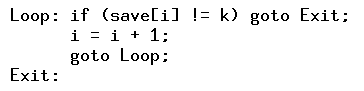 Loop: if (save[i] != k) goto Exit;
i = i + 1;
goto Loop;
Exit: